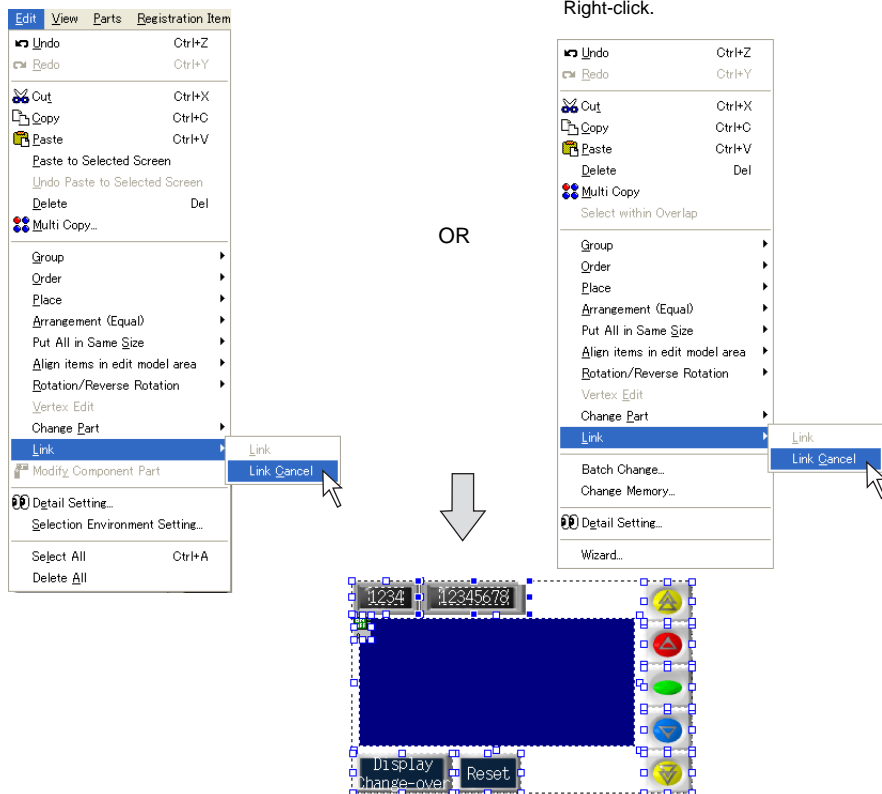 Edit View Parts Registration Item
Undo Ctrl+Z
Redo Ctrl+Y
Cut Ctrl+X
Copy Ctrl+C
Paste Ctrl+V
Paste to Selected Screen
Undo Paste to Selected Screen
Delete Del
Multi Copy...
Group
Order
Place
Arrangement (Equal)
Put All in Same Size
Align items in edit model area
Rotation/Reverse Rotation
Vertex Edit
Change Part
Link
Link
Link Cancel
Modify Component Part
Detail Setting...
Selection Environment Setting...
Select All Ctrl+A
Delete All
OR
Right-click.
Undo Ctrl+Z
Redo Ctrl+Y
Cut Ctrl+X
Copy Ctrl+C
Paste Ctrl+V
Delete Del
Multi Copy
Select within Overlap
Group
Order
Place
Arrangement (Equal)
Put All in Same Size
Align items in edit model area
Rotation/Reverse Rotation
Vertex Edit
Change Part
Link
Link
Link Cancel
Batch Change...
Change Memory...
Detail Setting...
Wizard...
1234 12345678
Display
Change-over
Reset